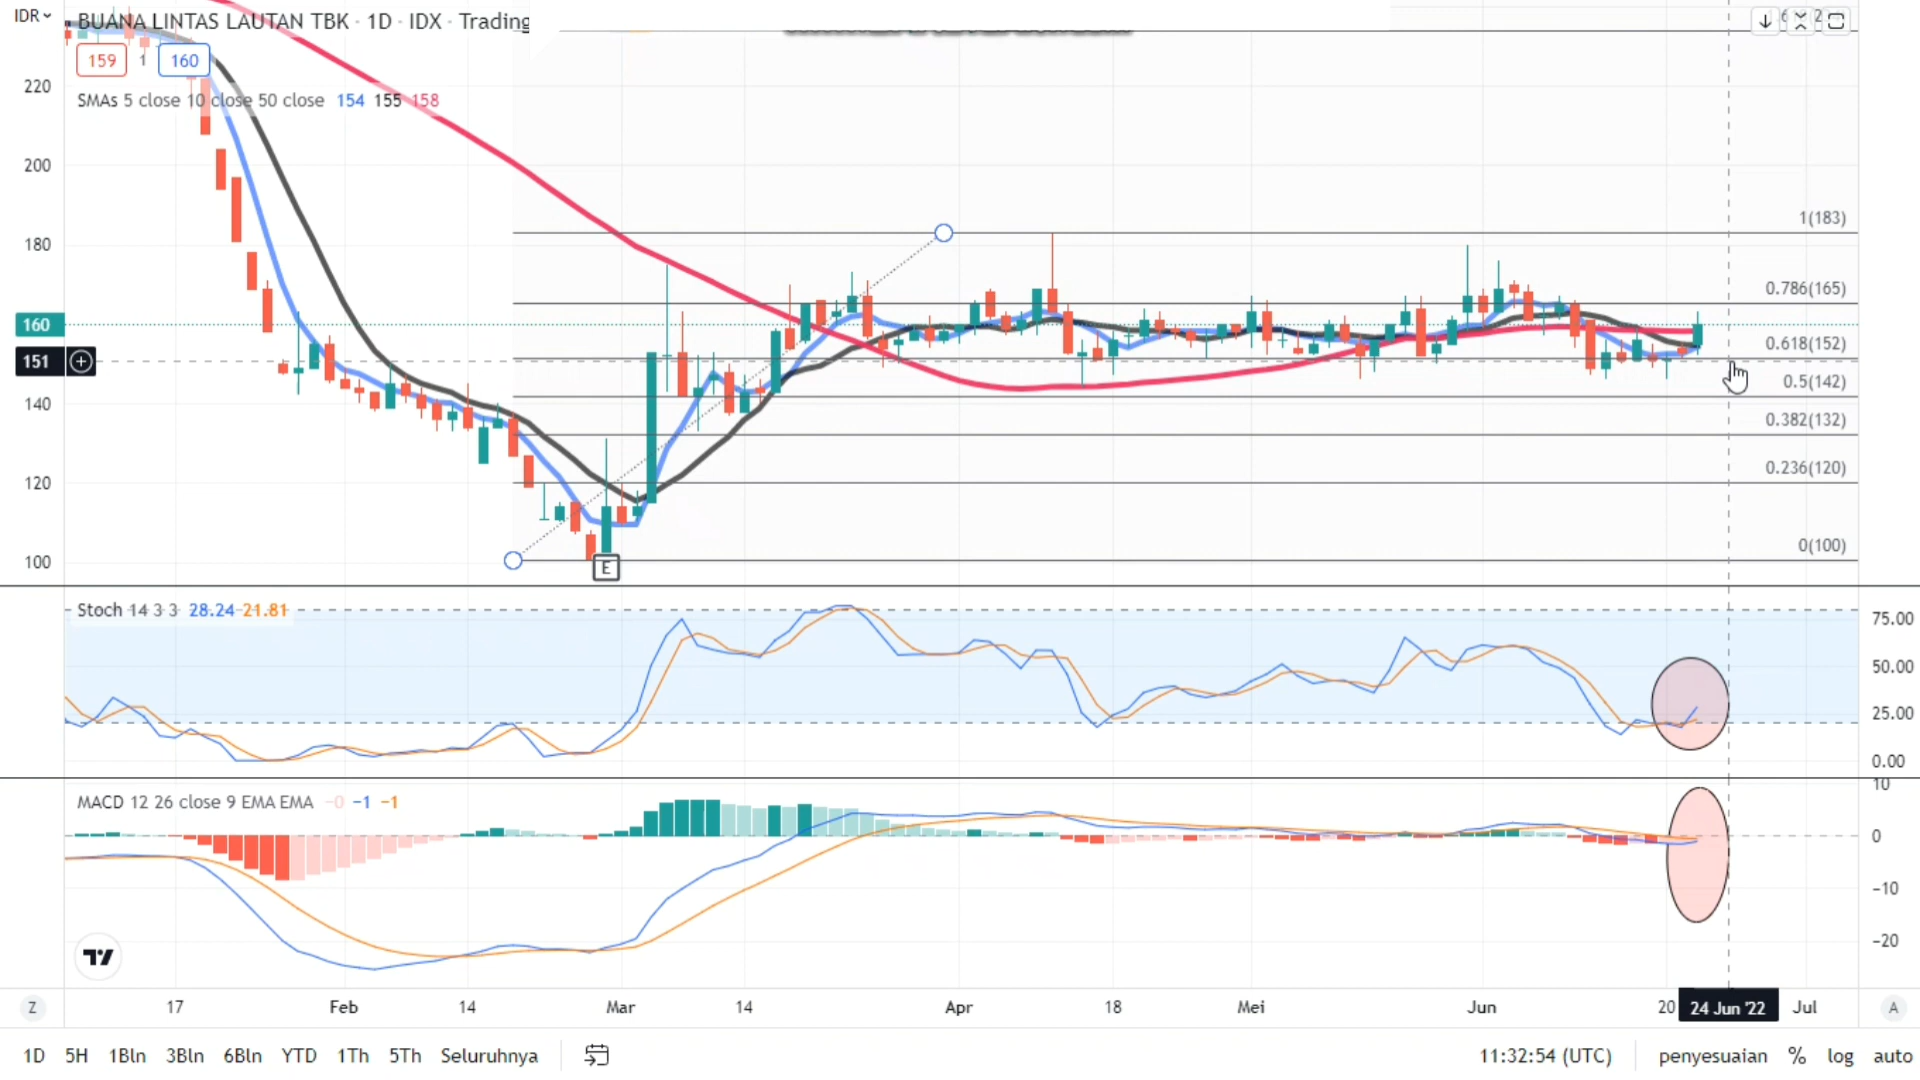 IDR
BUANA LINTAS LAUTAN TBK · 1D · IDX · Trading
159 1 160
220
SMAs 5 close 10 close 50 close 154 155 158
200
1(183)
180
0.786(165)
160
0.618(152)
151
0.5(142)
140
0.382(132)
0.236(120)
120
0(100)
100
E
Stoch 14 3 3 28.24 21.81
75.00
50.00
25.00
0.00
10
MACD 12 26 close 9 EMA EMA −0 −1 −1
0
−10
−20
Z 17 Feb 14 Mar 14 Apr 18 Mei Jun 20 24 Jun '22 Jul A
1D 5H 1Bln 3Bln 6Bln YTD 1Th 5Th Seluruhnya 11:32:54 (UTC) penyesuaian % log auto